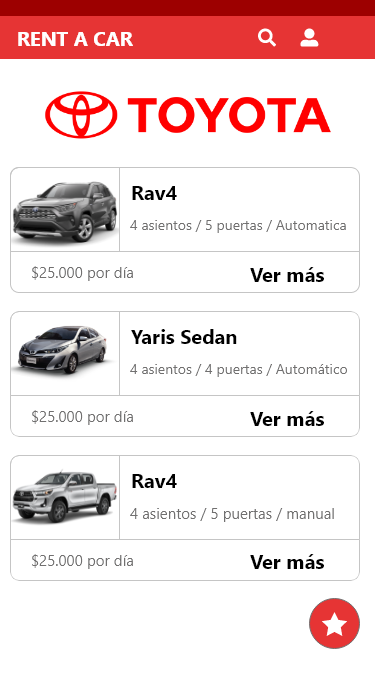 RENT A CAR
TOYOTA
Rav4
4 asientos / 5 puertas / Automatica
$25.000 por día
Ver más
Yaris Sedan
4 asientos / 4 puertas / Automático
$25.000 por día
Ver más
Rav4
4 asientos / 5 puertas / manual
$25.000 por día
Ver más